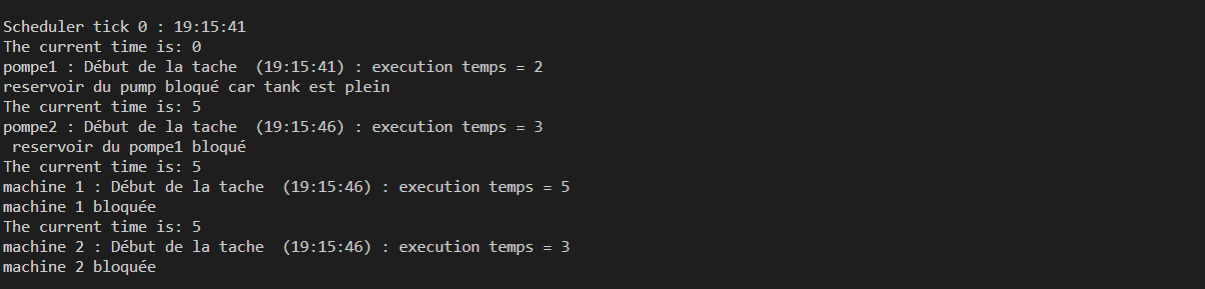 Scheduler tick 0 : 19:15:41
The current time is: 0
pompe1 : Début de la tache  (19:15:41) : execution temps = 2
reservoir du pump bloqué car tank est plein
The current time is: 5
pompe2 : Début de la tache  (19:15:46) : execution temps = 3
 reservoir du pompe1 bloqué
The current time is: 5
machine 1 : Début de la tache  (19:15:46) : execution temps = 5
machine 1 bloquée
The current time is: 5
machine 2 : Début de la tache  (19:15:46) : execution temps = 3
machine 2 bloquée